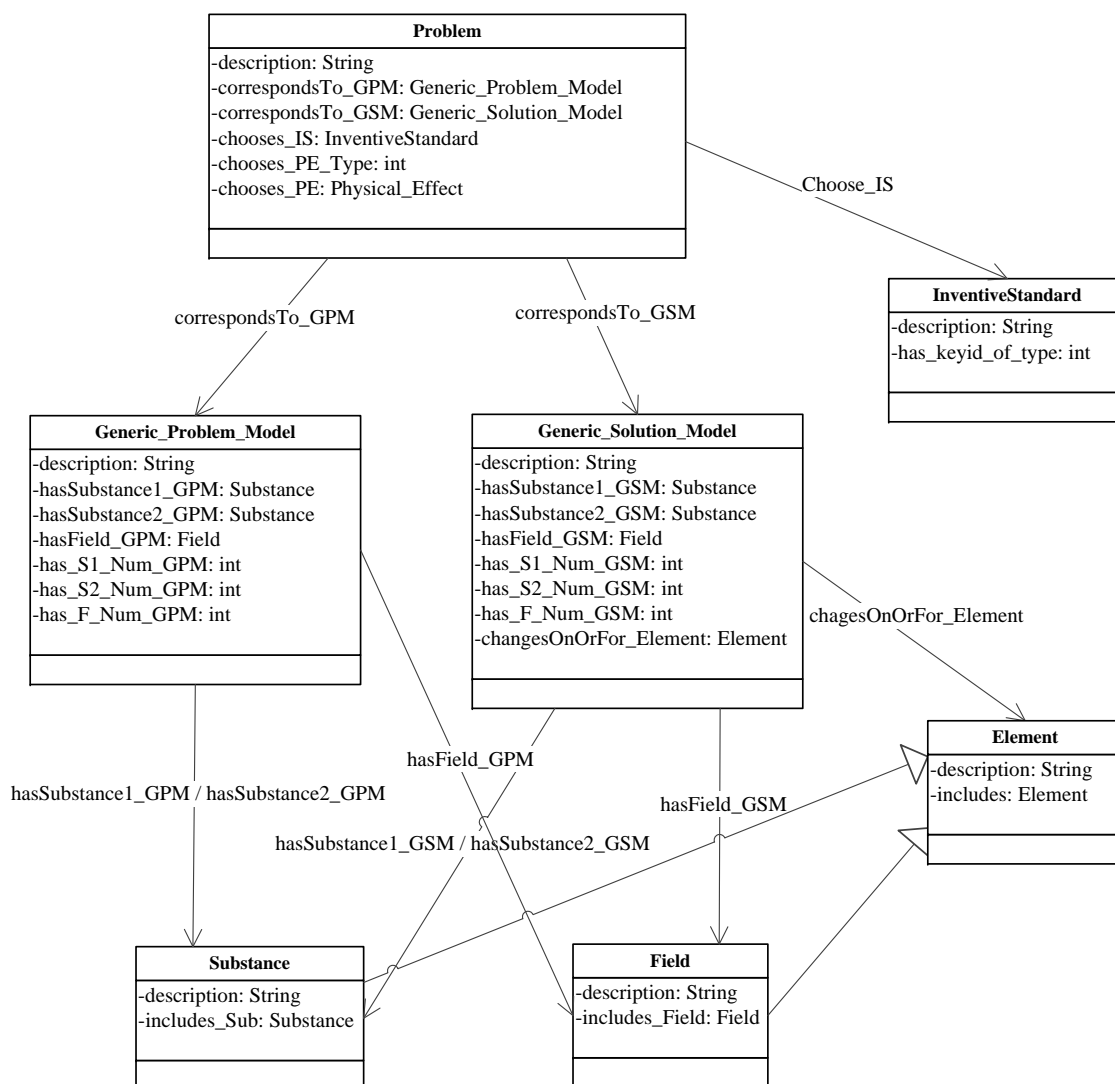 Problem
-description: String
-correspondsTo_GPM: Generic_Problem_Model
-correspondsTo_GSM: Generic_Solution_Model
-chooses_IS: InventiveStandard
-chooses_PE_Type: int
-chooses_PE: Physical_Effect
Choose_IS
InventiveStandard
-description: String
-has_keyid_of_type: int
correspondsTo_GPM
correspondsTo_GSM
Generic_Problem_Model
-description: String
-hasSubstance1_GPM: Substance
-hasSubstance2_GPM: Substance
-hasField_GPM: Field
-has_S1_Num_GPM: int
-has_S2_Num_GPM: int
-has_F_Num_GPM: int
Generic_Solution_Model
-description: String
-hasSubstance1_GSM: Substance
-hasSubstance2_GSM: Substance
-hasField_GSM: Field
-has_S1_Num_GSM: int
-has_S2_Num_GSM: int
-has_F_Num_GSM: int
-changesOnOrFor_Element: Element
chagesOnOrFor_Element
Element
-description: String
-includes: Element
hasField_GPM
hasSubstance1_GPM / hasSubstance2_GPM
hasField_GSM
hasSubstance1_GSM / hasSubstance2_GSM
Substance
-description: String
-includes_Sub: Substance
Field
-description: String
-includes_Field: Field